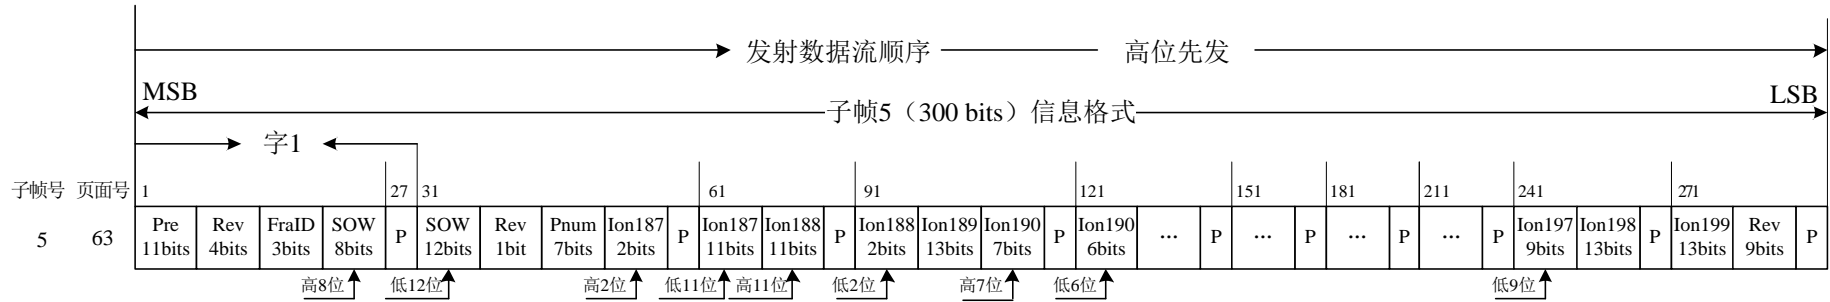 发射数据流顺序 高位先发
MSB LSB
子帧5（300 bits）信息格式
字1
子帧号 页面号 1 27 31 61 91 121 151 181 211 241 271
Pre Rev FraID SOW P SOW Rev Pnum Ion187 P Ion187 Ion188 P Ion188 Ion189 Ion190 P Ion190 ... P ... P ... P ... P Ion197 Ion198 P Ion199 Rev P
5 63 11bits 4bits 3bits 8bits 12bits 1bit 7bits 2bits 11bits 11bits 2bits 13bits 7bits 6bits 9bits 13bits 13bits 9bits
高8位 低12位 高2位 低11位 高11位 低2位 高7位 低6位 低9位